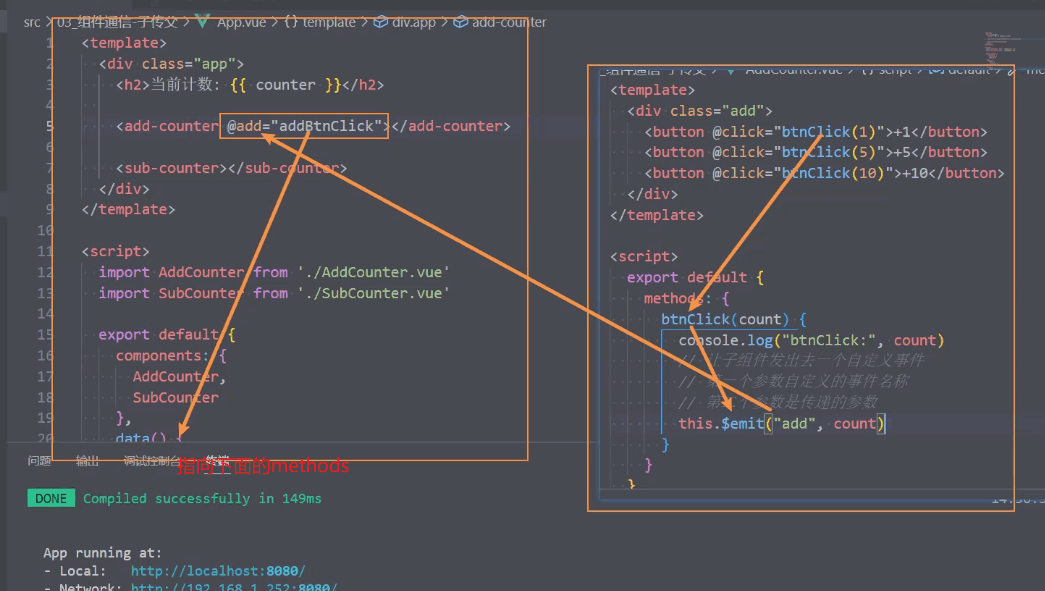 src > 03_组件通信-子传父 > App.vue > {} template > div.app > add-counter
1 <template>
2 <div class="app">
3 <h2>当前计数: {{ counter }}</h2>
4
5 <add-counter @add="addBtnClick"></add-counter>
6
7 <sub-counter></sub-counter>
8 </div>
9 </template>
10
11 <script>
12 import AddCounter from './AddCounter.vue'
13 import SubCounter from './SubCounter.vue'
14
15 export default {
16 components: {
17 AddCounter,
18 SubCounter
19 },
20 data() {
指向下面的methods
问题 输出 调试控制台 终端
DONE Compiled successfully in 149ms
App running at:
- Local: http://localhost:8080/
- Network: http://192.168.1.252:8080/
_组件通信-子传父 > AddCounter.vue > {} script > default >
<template>
<div class="add">
<button @click="btnClick(1)">+1</button>
<button @click="btnClick(5)">+5</button>
<button @click="btnClick(10)">+10</button>
</div>
</template>
<script>
export default {
methods: {
btnClick(count) {
console.log("btnClick:", count)
// 让子组件发出去一个自定义事件
// 第一个参数自定义的事件名称
// 第二个参数是传递的参数
this.$emit("add", count)
}
}
}